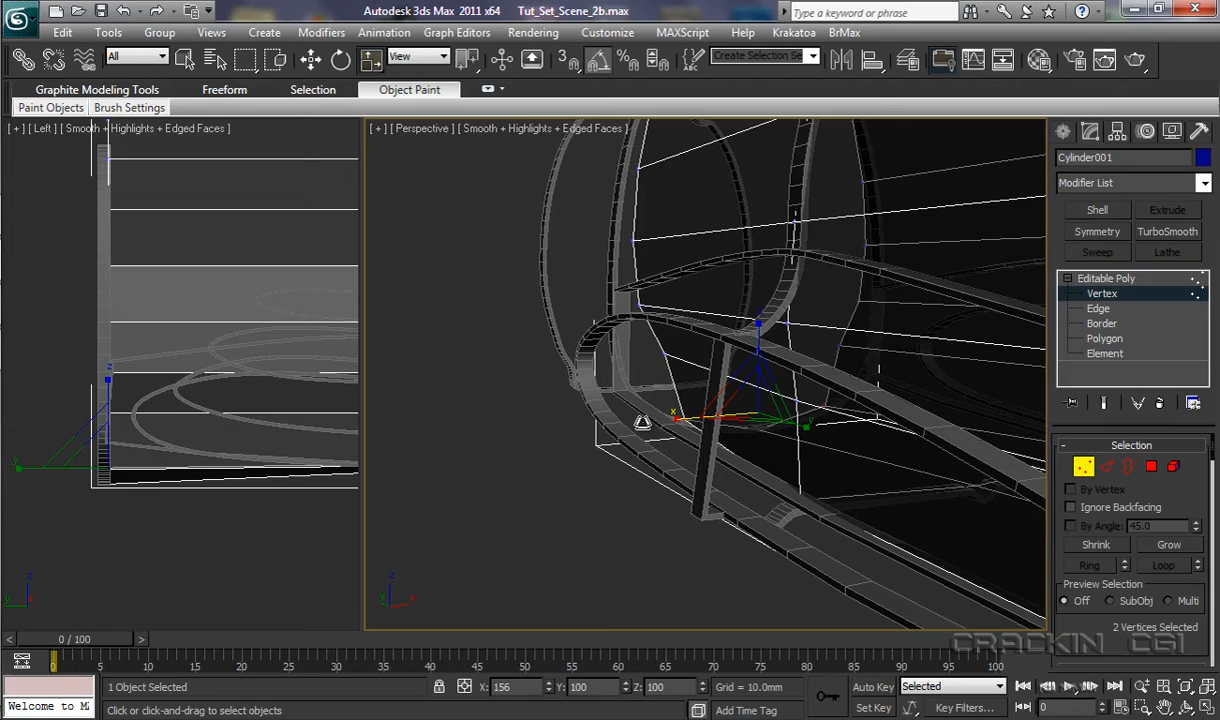 Autodesk 3ds Max 2011 x64 Tut_Set_Scene_2b.max
Type a keyword or phrase
Edit Tools Group Views Create Modifiers Animation Graph Editors Rendering Customize MAXScript Help Krakatoa BrMax
All View Create Selection Se
Graphite Modeling Tools Freeform Selection Object Paint
Paint Objects Brush Settings
[ + ] [ Left ] [ Smooth + Highlights + Edged Faces ]
[ + ] [ Perspective ] [ Smooth + Highlights + Edged Faces ]
Cylinder001
Modifier List
Shell Extrude
Symmetry TurboSmooth
Sweep Lathe
Editable Poly
Vertex
Edge
Border
Polygon
Element
Selection
By Vertex
Ignore Backfacing
By Angle: 45.0
Shrink Grow
Ring Loop
Preview Selection
Off SubObj Multi
2 Vertices Selected
CRACKIN CGI
0 / 100
0 5 10 15 20 25 30 35 40 45 50 55 60 65 70 75 80 85 90 95 100
1 Object Selected X: 156 Y: 100 Z: 100 Grid = 10.0mm Auto Key Selected
Welcome to M Click or click-and-drag to select objects Add Time Tag Set Key Key Filters... 0